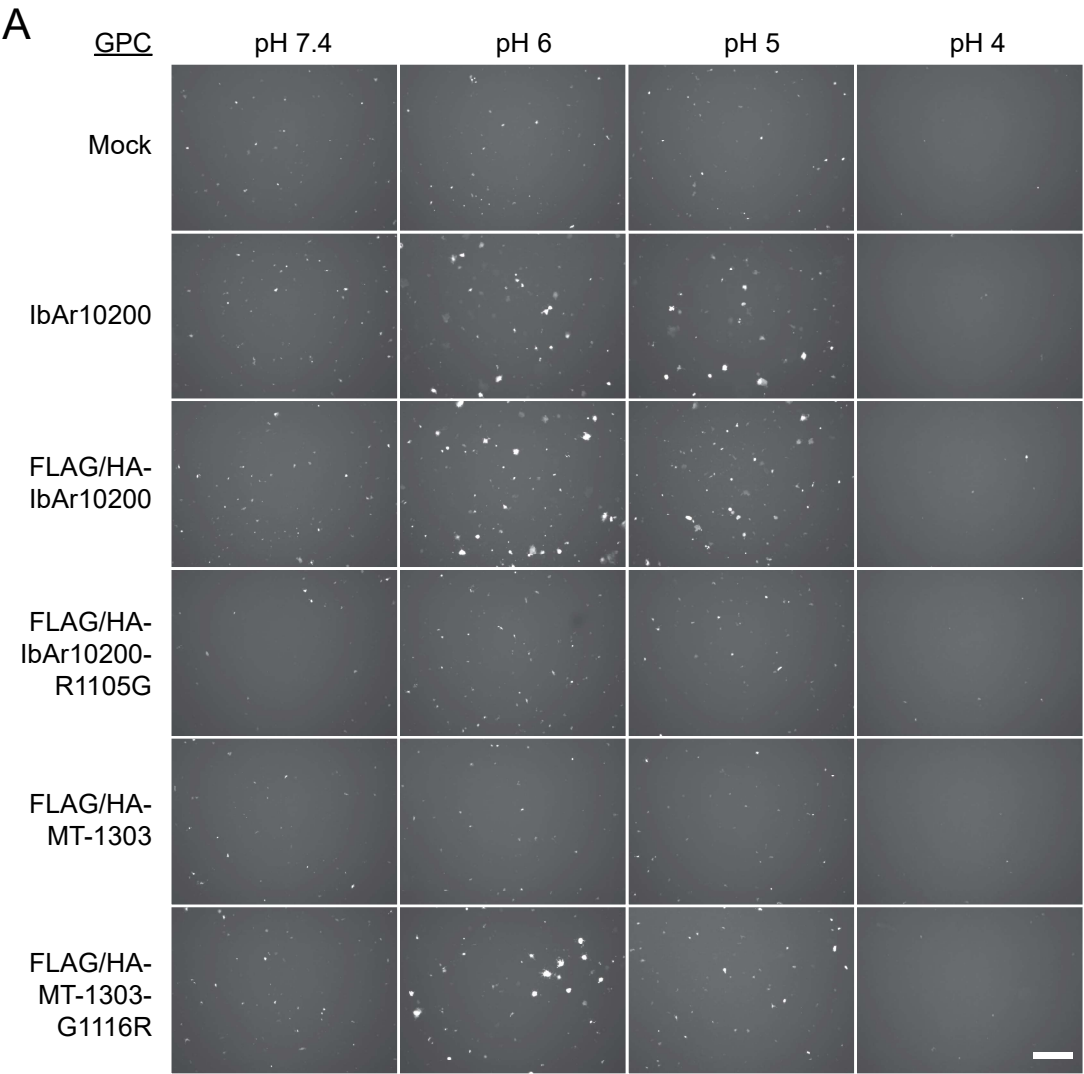 A
GPC pH 7.4 pH 6 pH 5 pH 4
Mock
IbAr10200
FLAG/HA-
IbAr10200
FLAG/HA-
IbAr10200-
R1105G
FLAG/HA-
MT-1303
FLAG/HA-
MT-1303-
G1116R